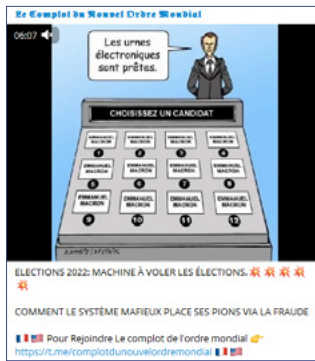 Le Complot du Nouvel Ordre Mondial
06:07
Les urnes
électroniques
sont prêtes.
CHOISISSEZ UN CANDIDAT
EMMANUEL MACRON EMMANUEL MACRON EMMANUEL MACRON EMMANUEL MACRON
1 2 3 4
EMMANUEL MACRON EMMANUEL MACRON EMMANUEL MACRON EMMANUEL MACRON
5 6 7 8
EMMANUEL MACRON EMMANUEL MACRON EMMANUEL MACRON EMMANUEL MACRON
9 10 11 12
ELECTIONS 2022: MACHINE À VOLER LES ÉLECTIONS. 💥 💥 💥 💥
💥
COMMENT LE SYSTÈME MAFIEUX PLACE SES PIONS VIA LA FRAUDE
🇫🇷🇺🇸 Pour Rejoindre Le complot de l'ordre mondial 👉
https://t.me/complotdunouvelordremondial 🇫🇷🇺🇸